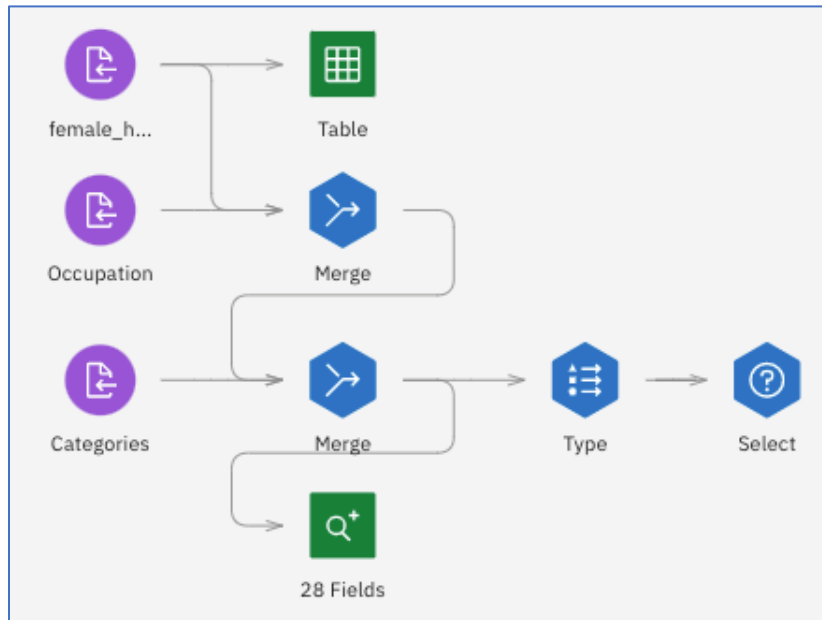 female_h...
Table
Occupation
Merge
Categories
Merge
Type
Select
28 Fields